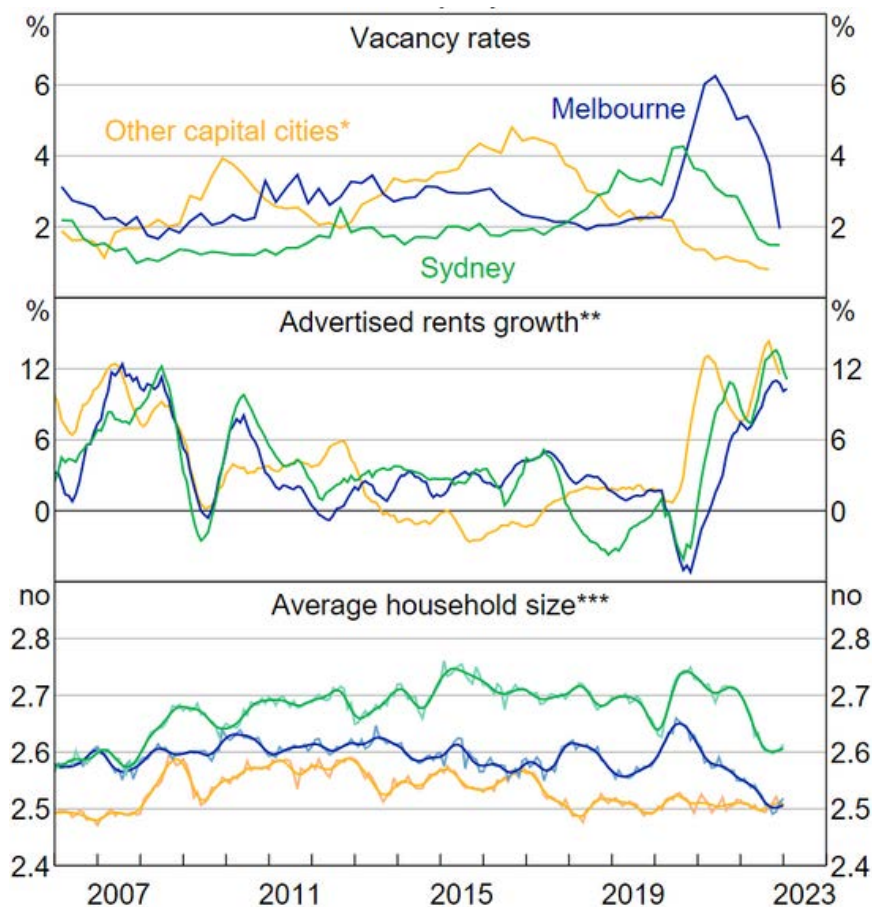 % Vacancy rates %
6 Melbourne 6
Other capital cities*
4 4
2 2
Sydney
% Advertised rents growth** %
12 12
6 6
0 0
no Average household size*** no
2.8 2.8
2.7 2.7
2.6 2.6
2.5 2.5
2.4 2.4
2007 2011 2015 2019 2023